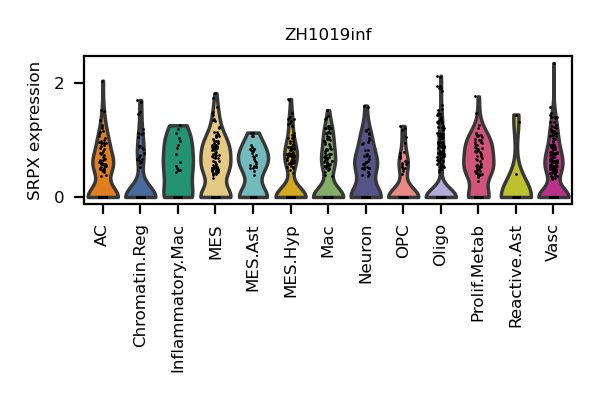 ZH1019inf
SRPX expression
2
0
AC
Chromatin.Reg
Inflammatory.Mac
MES
MES.Ast
MES.Hyp
Mac
Neuron
OPC
Oligo
Prolif.Metab
Reactive.Ast
Vasc